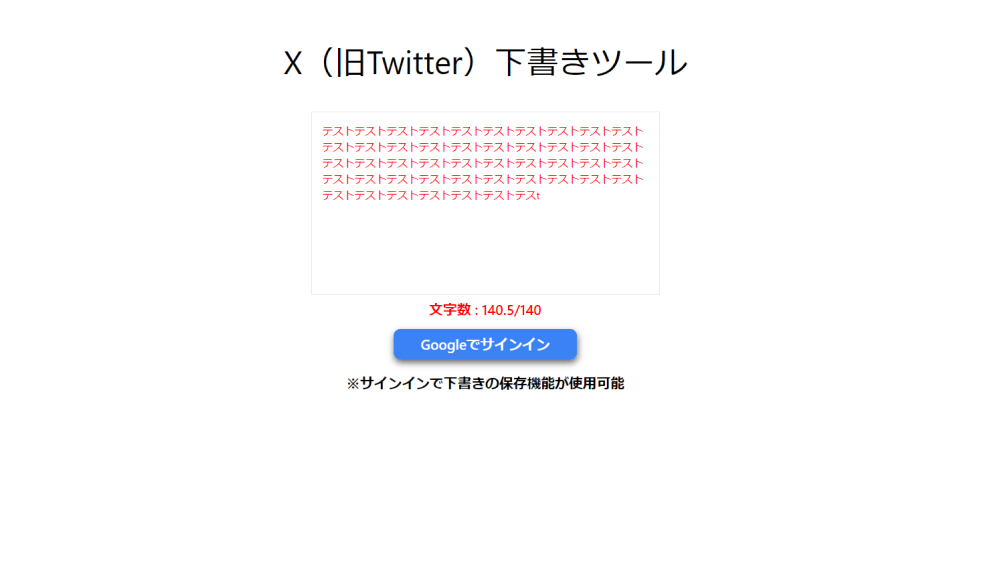 X（旧Twitter）下書きツール
テストテストテストテストテストテストテストテストテストテスト
テストテストテストテストテストテストテストテストテストテスト
テストテストテストテストテストテストテストテストテストテスト
テストテストテストテストテストテストテストテストテストテスト
テストテストテストテストテストテストテスt
文字数 : 140.5/140
Googleでサインイン
※サインインで下書きの保存機能が使用可能